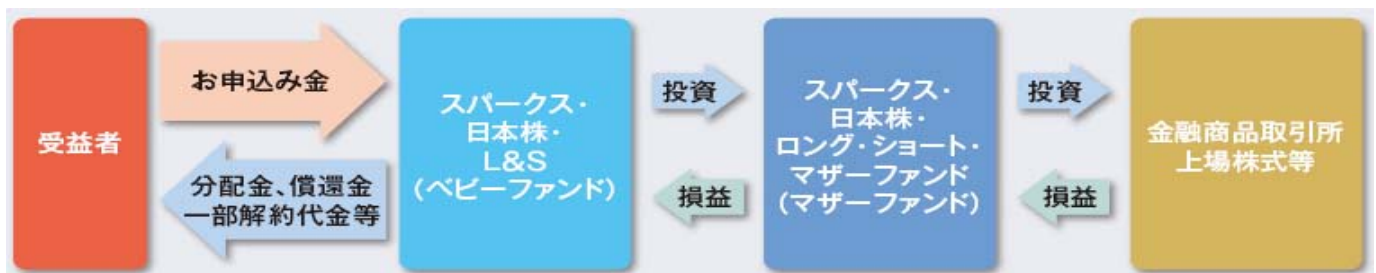 受益者
お申込み金
分配金、償還金
一部解約代金等
スパークス・
日本株・
L&S
(ベビーファンド)
投資
損益
スパークス・
日本株・
ロング・ショート・
マザーファンド
(マザーファンド)
投資
損益
金融商品取引所
上場株式等